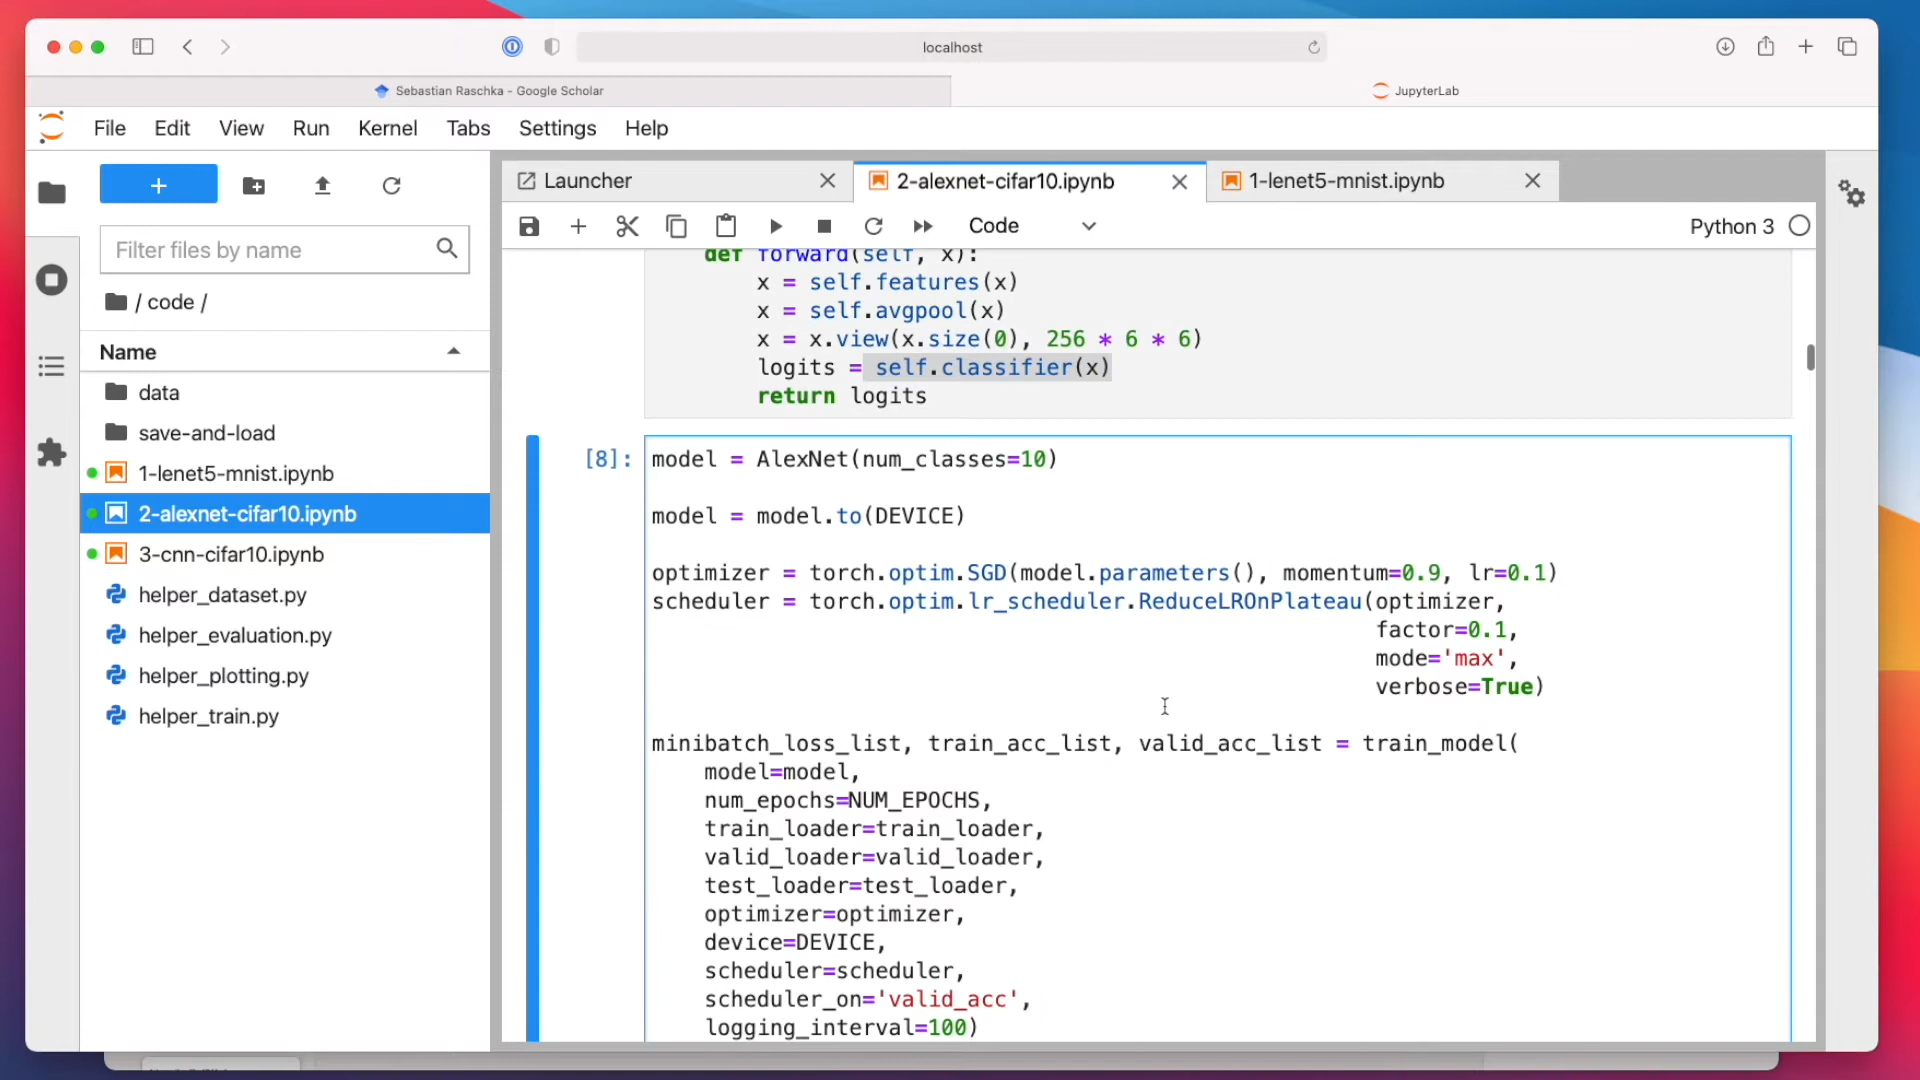 localhost
Sebastian Raschka - Google Scholar
JupyterLab
File Edit View Run Kernel Tabs Settings Help
Launcher
2-alexnet-cifar10.ipynb
1-lenet5-mnist.ipynb
Code
Python 3
Filter files by name
/ code /
Name
data
save-and-load
1-lenet5-mnist.ipynb
2-alexnet-cifar10.ipynb
3-cnn-cifar10.ipynb
helper_dataset.py
helper_evaluation.py
helper_plotting.py
helper_train.py
def forward(self, x):
x = self.features(x)
x = self.avgpool(x)
x = x.view(x.size(0), 256 * 6 * 6)
logits = self.classifier(x)
return logits
[8]:
model = AlexNet(num_classes=10)
model = model.to(DEVICE)
optimizer = torch.optim.SGD(model.parameters(), momentum=0.9, lr=0.1)
scheduler = torch.optim.lr_scheduler.ReduceLROnPlateau(optimizer,
factor=0.1,
mode='max',
verbose=True)
minibatch_loss_list, train_acc_list, valid_acc_list = train_model(
model=model,
num_epochs=NUM_EPOCHS,
train_loader=train_loader,
valid_loader=valid_loader,
test_loader=test_loader,
optimizer=optimizer,
device=DEVICE,
scheduler=scheduler,
scheduler_on='valid_acc',
logging_interval=100)